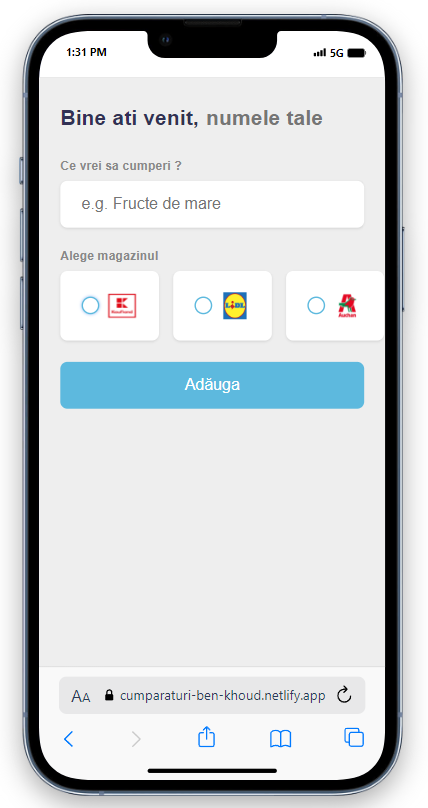 1:31 PM
5G
Bine ati venit, numele tale
Ce vrei sa cumperi ?
e.g. Fructe de mare
Alege magazinul
Kaufland
LIDL
Auchan
Adăuga
AA
cumparaturi-ben-khoud.netlify.app